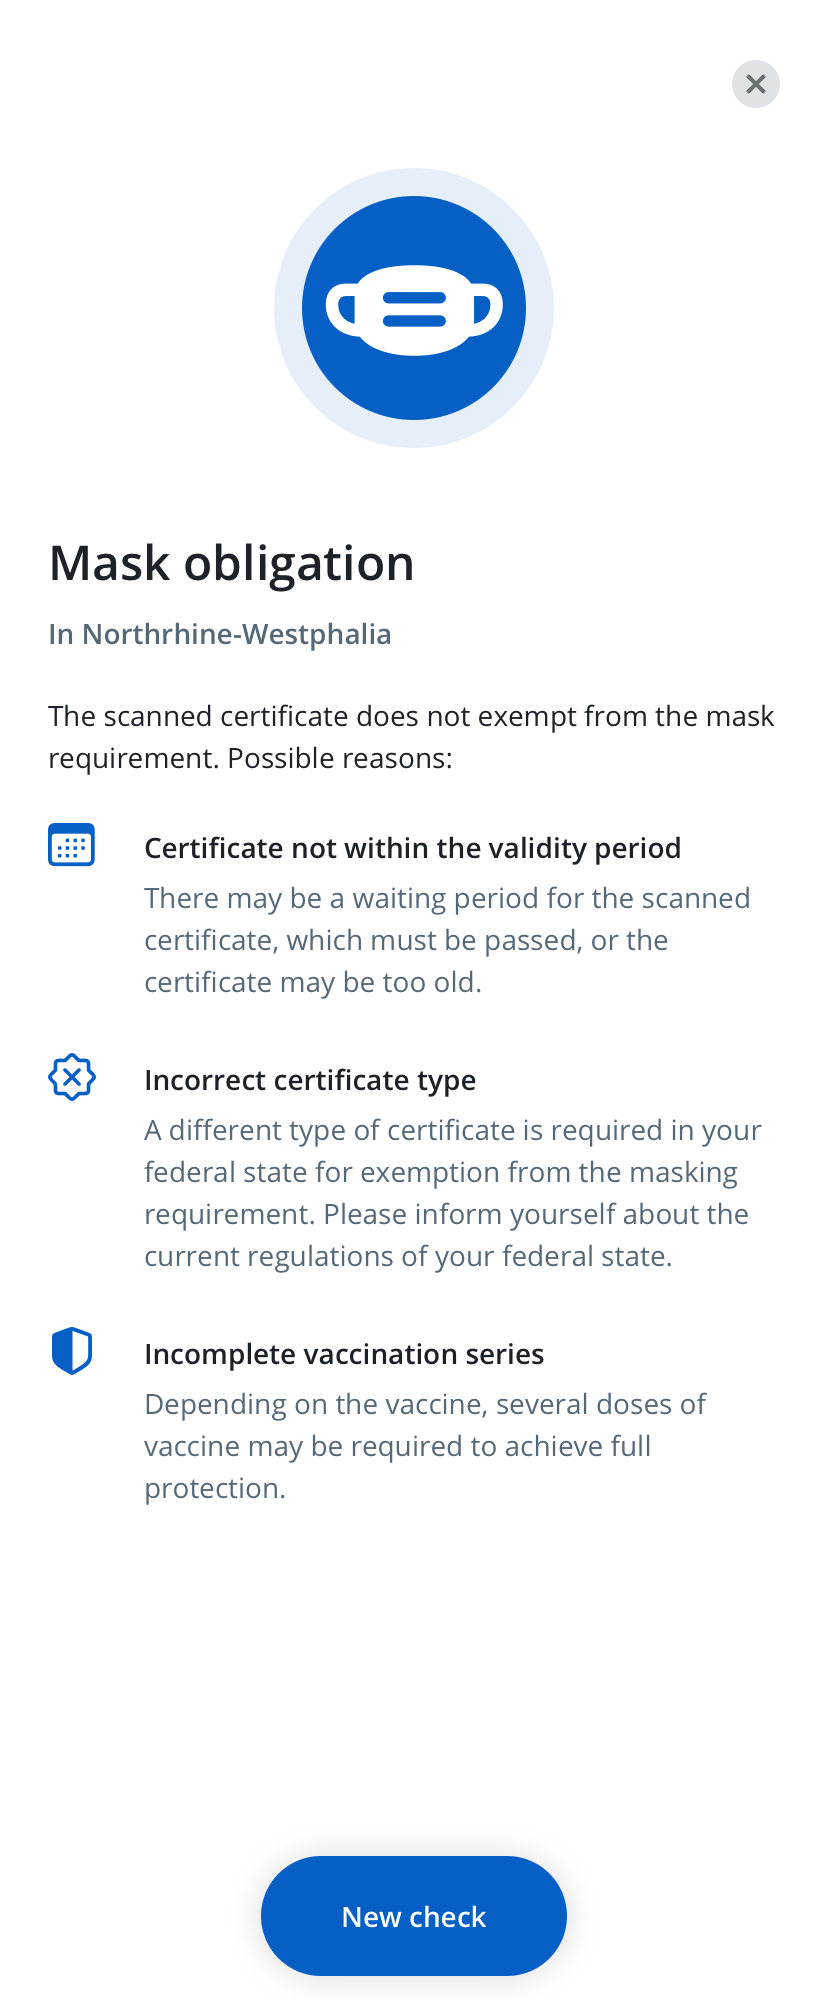 Mask obligation
In Northrhine-Westphalia
The scanned certificate does not exempt from the mask
requirement. Possible reasons:
Certificate not within the validity period
There may be a waiting period for the scanned
certificate, which must be passed, or the
certificate may be too old.
Incorrect certificate type
A different type of certificate is required in your
federal state for exemption from the masking
requirement. Please inform yourself about the
current regulations of your federal state.
Incomplete vaccination series
Depending on the vaccine, several doses of
vaccine may be required to achieve full
protection.
New check